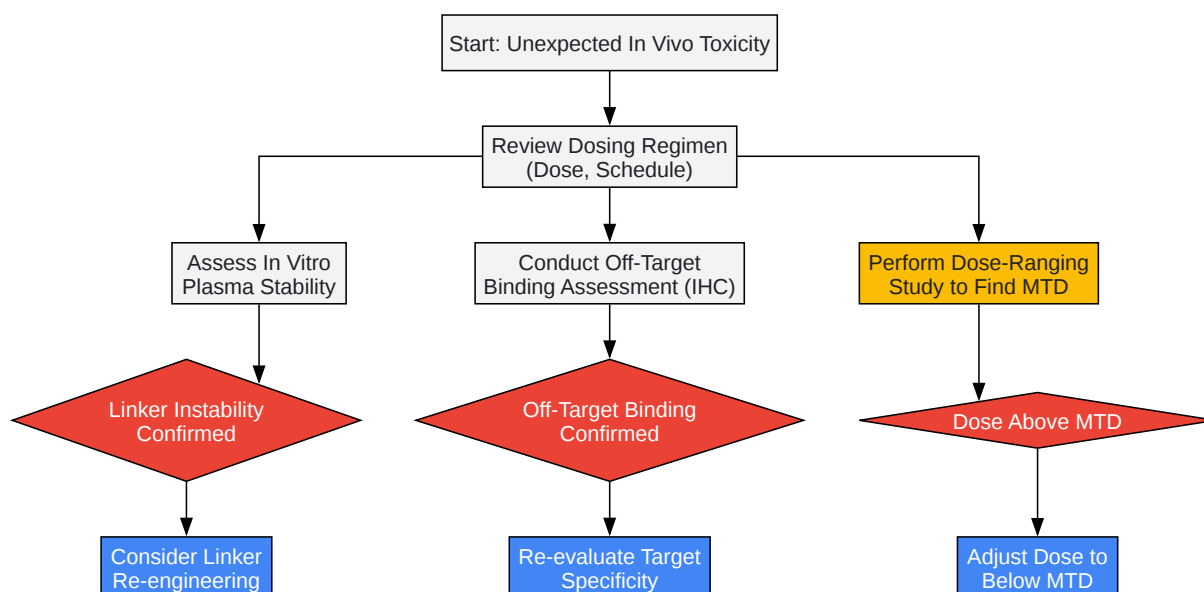 Start: Unexpected In Vivo Toxicity
Review Dosing Regimen
(Dose, Schedule)
Assess In Vitro
Plasma Stability
Conduct Off-Target
Binding Assessment (IHC)
Perform Dose-Ranging
Study to Find MTD
Linker Instability
Confirmed
Off-Target Binding
Confirmed
Dose Above MTD
Consider Linker
Re-engineering
Re-evaluate Target
Specificity
Adjust Dose to
Below MTD